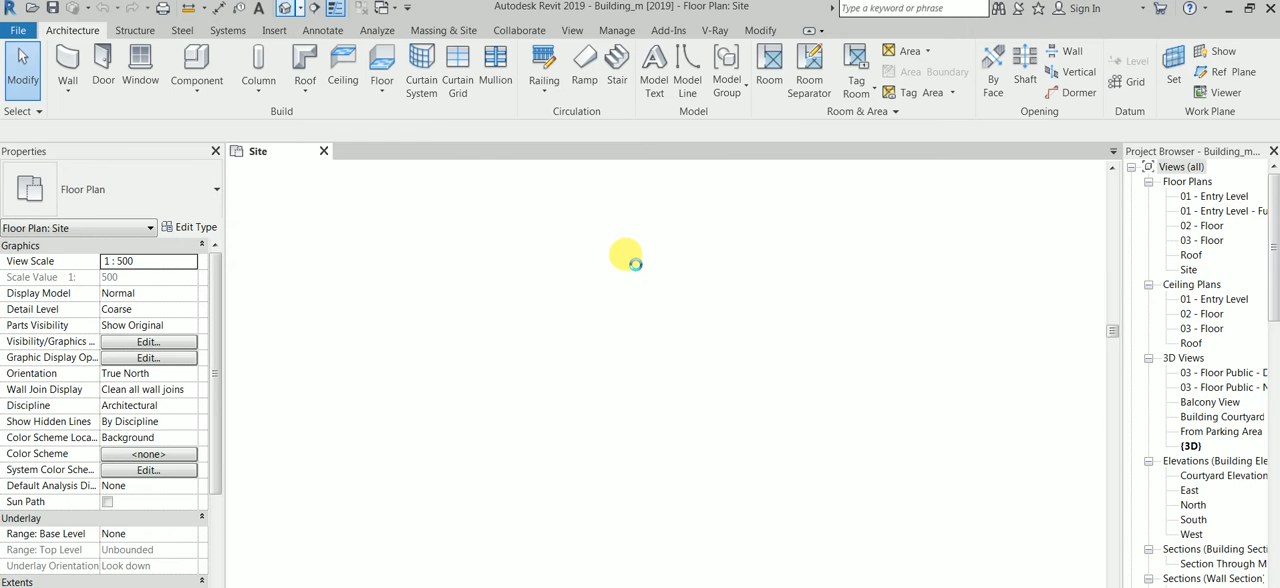 Autodesk Revit 2019 - Building_m [2019] - Floor Plan: Site
Type a keyword or phrase
Sign In
File Architecture Structure Steel Systems Insert Annotate Analyze Massing & Site Collaborate View Manage Add-Ins V-Ray Modify
Modify
Wall
Door
Window
Component
Column
Roof
Ceiling
Floor
Curtain System
Curtain Grid
Mullion
Railing
Ramp
Stair
Model Text
Model Line
Model Group
Room
Room Separator
Tag Room
Area
Area Boundary
Tag Area
By Face
Shaft
Wall
Vertical
Dormer
Level
Grid
Set
Show
Ref Plane
Viewer
Select
Build
Circulation
Model
Room & Area
Opening
Datum
Work Plane
Properties
Floor Plan
Floor Plan: Site
Edit Type
Graphics
View Scale 1 : 500
Scale Value 1: 500
Display Model Normal
Detail Level Coarse
Parts Visibility Show Original
Visibility/Graphics ... Edit...
Graphic Display Op... Edit...
Orientation True North
Wall Join Display Clean all wall joins
Discipline Architectural
Show Hidden Lines By Discipline
Color Scheme Loca... Background
Color Scheme <none>
System Color Sche... Edit...
Default Analysis Di... None
Sun Path
Underlay
Range: Base Level None
Range: Top Level Unbounded
Underlay Orientation Look down
Extents
Site
Project Browser - Building_m...
Views (all)
Floor Plans
01 - Entry Level
01 - Entry Level - Fu
02 - Floor
03 - Floor
Roof
Site
Ceiling Plans
01 - Entry Level
02 - Floor
03 - Floor
Roof
3D Views
03 - Floor Public - D
03 - Floor Public - N
Balcony View
Building Courtyard
From Parking Area
{3D}
Elevations (Building Ele
Courtyard Elevation
East
North
South
West
Sections (Building Secti
Section Through M
Sections (Wall Section)